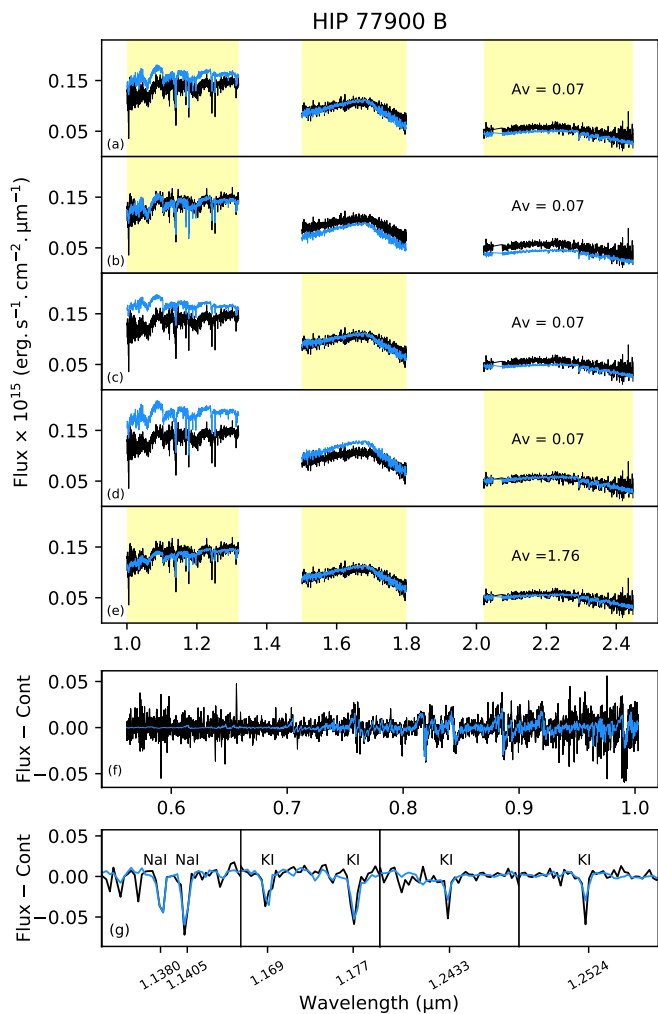 HIP 77900 B
Flux × 10¹⁵ (erg. s⁻¹. cm⁻². μm⁻¹)
0.15
0.05
Av = 0.07
(a)
0.15
0.05
Av = 0.07
(b)
0.15
0.05
Av = 0.07
(c)
0.15
0.05
Av = 0.07
(d)
0.15
0.05
Av =1.76
(e)
1.0 1.2 1.4 1.6 1.8 2.0 2.2 2.4
Flux − Cont
0.05
0.00
−0.05
(f)
0.6 0.7 0.8 0.9 1.0
Flux − Cont
0.05
0.00
−0.05
NaI NaI KI KI KI KI
(g)
1.1380 1.1405 1.169 1.177 1.2433 1.2524
Wavelength (μm)